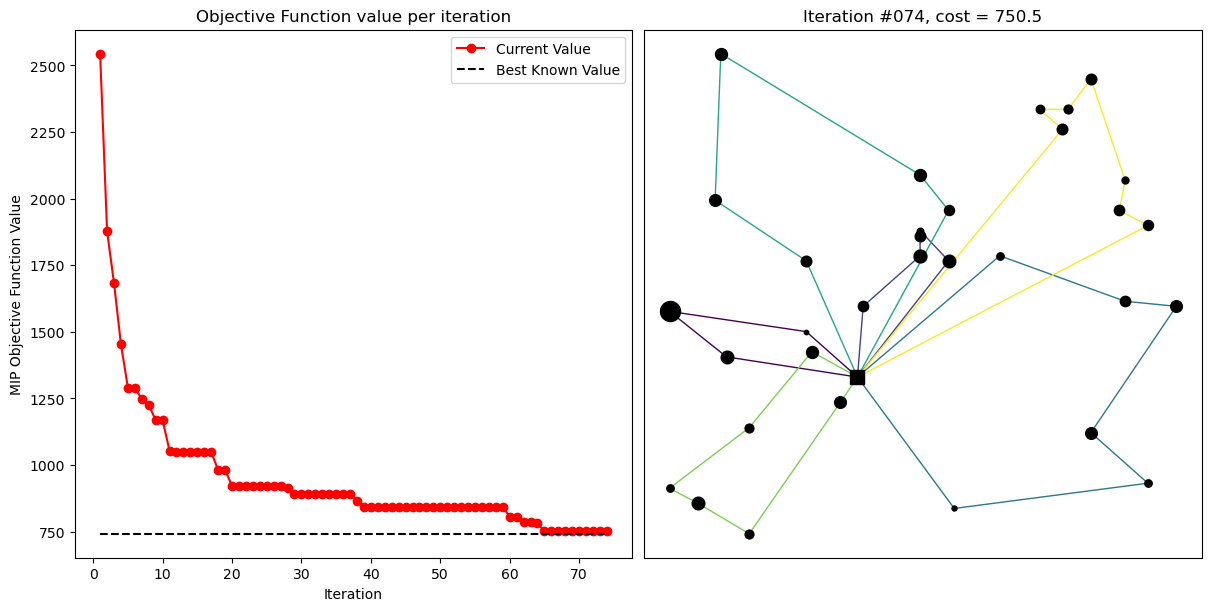 Objective Function value per iteration
Current Value
Best Known Value
MIP Objective Function Value
2500
2250
2000
1750
1500
1250
1000
750
0 10 20 30 40 50 60 70
Iteration
Iteration #074, cost = 750.5